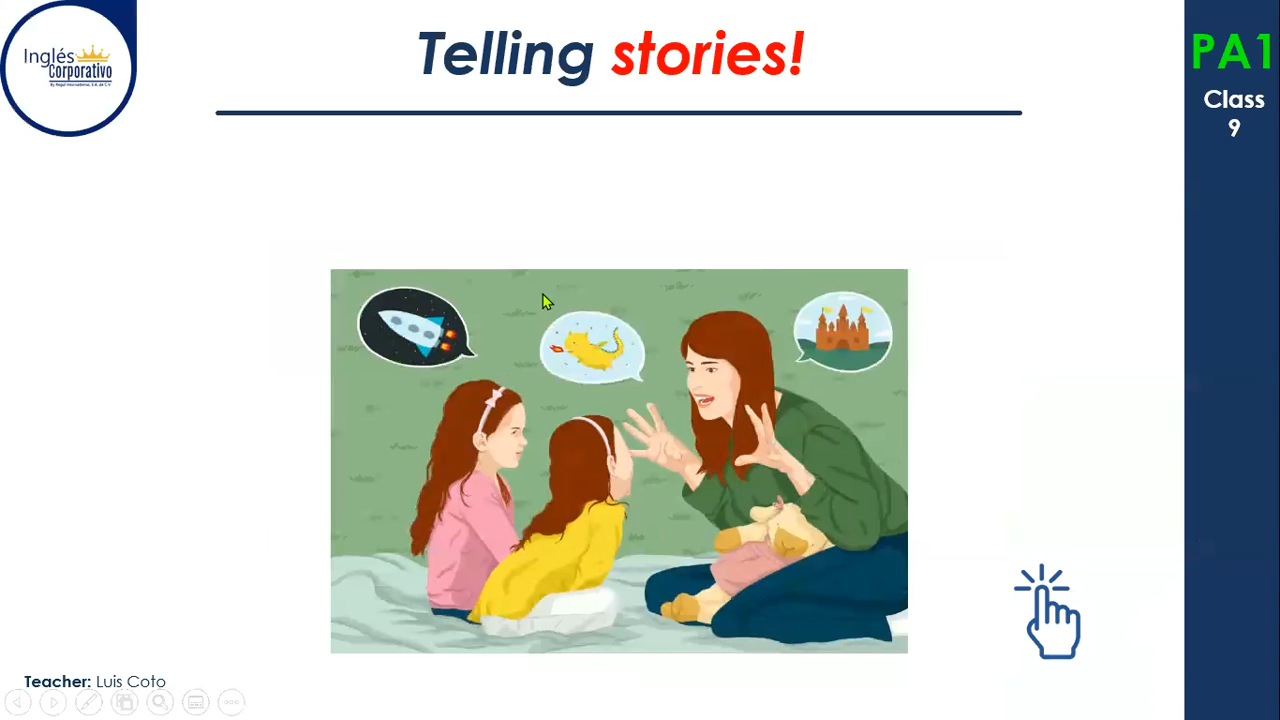 Inglés
Corporativo
Telling stories!
PA1
Class
9
Teacher: Luis Coto